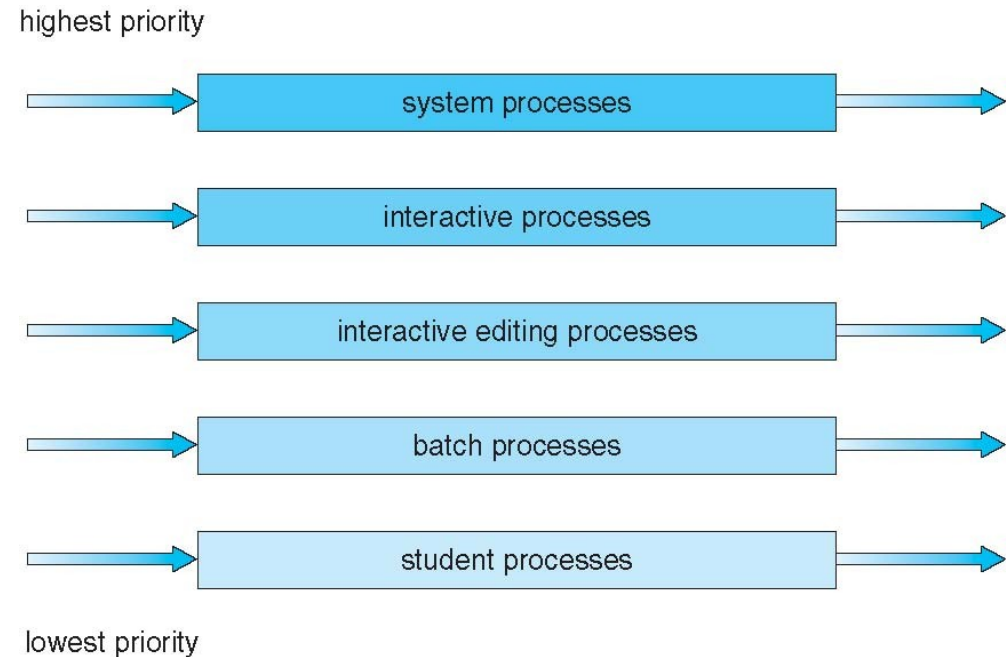 highest priority
system processes
interactive processes
interactive editing processes
batch processes
student processes
lowest priority